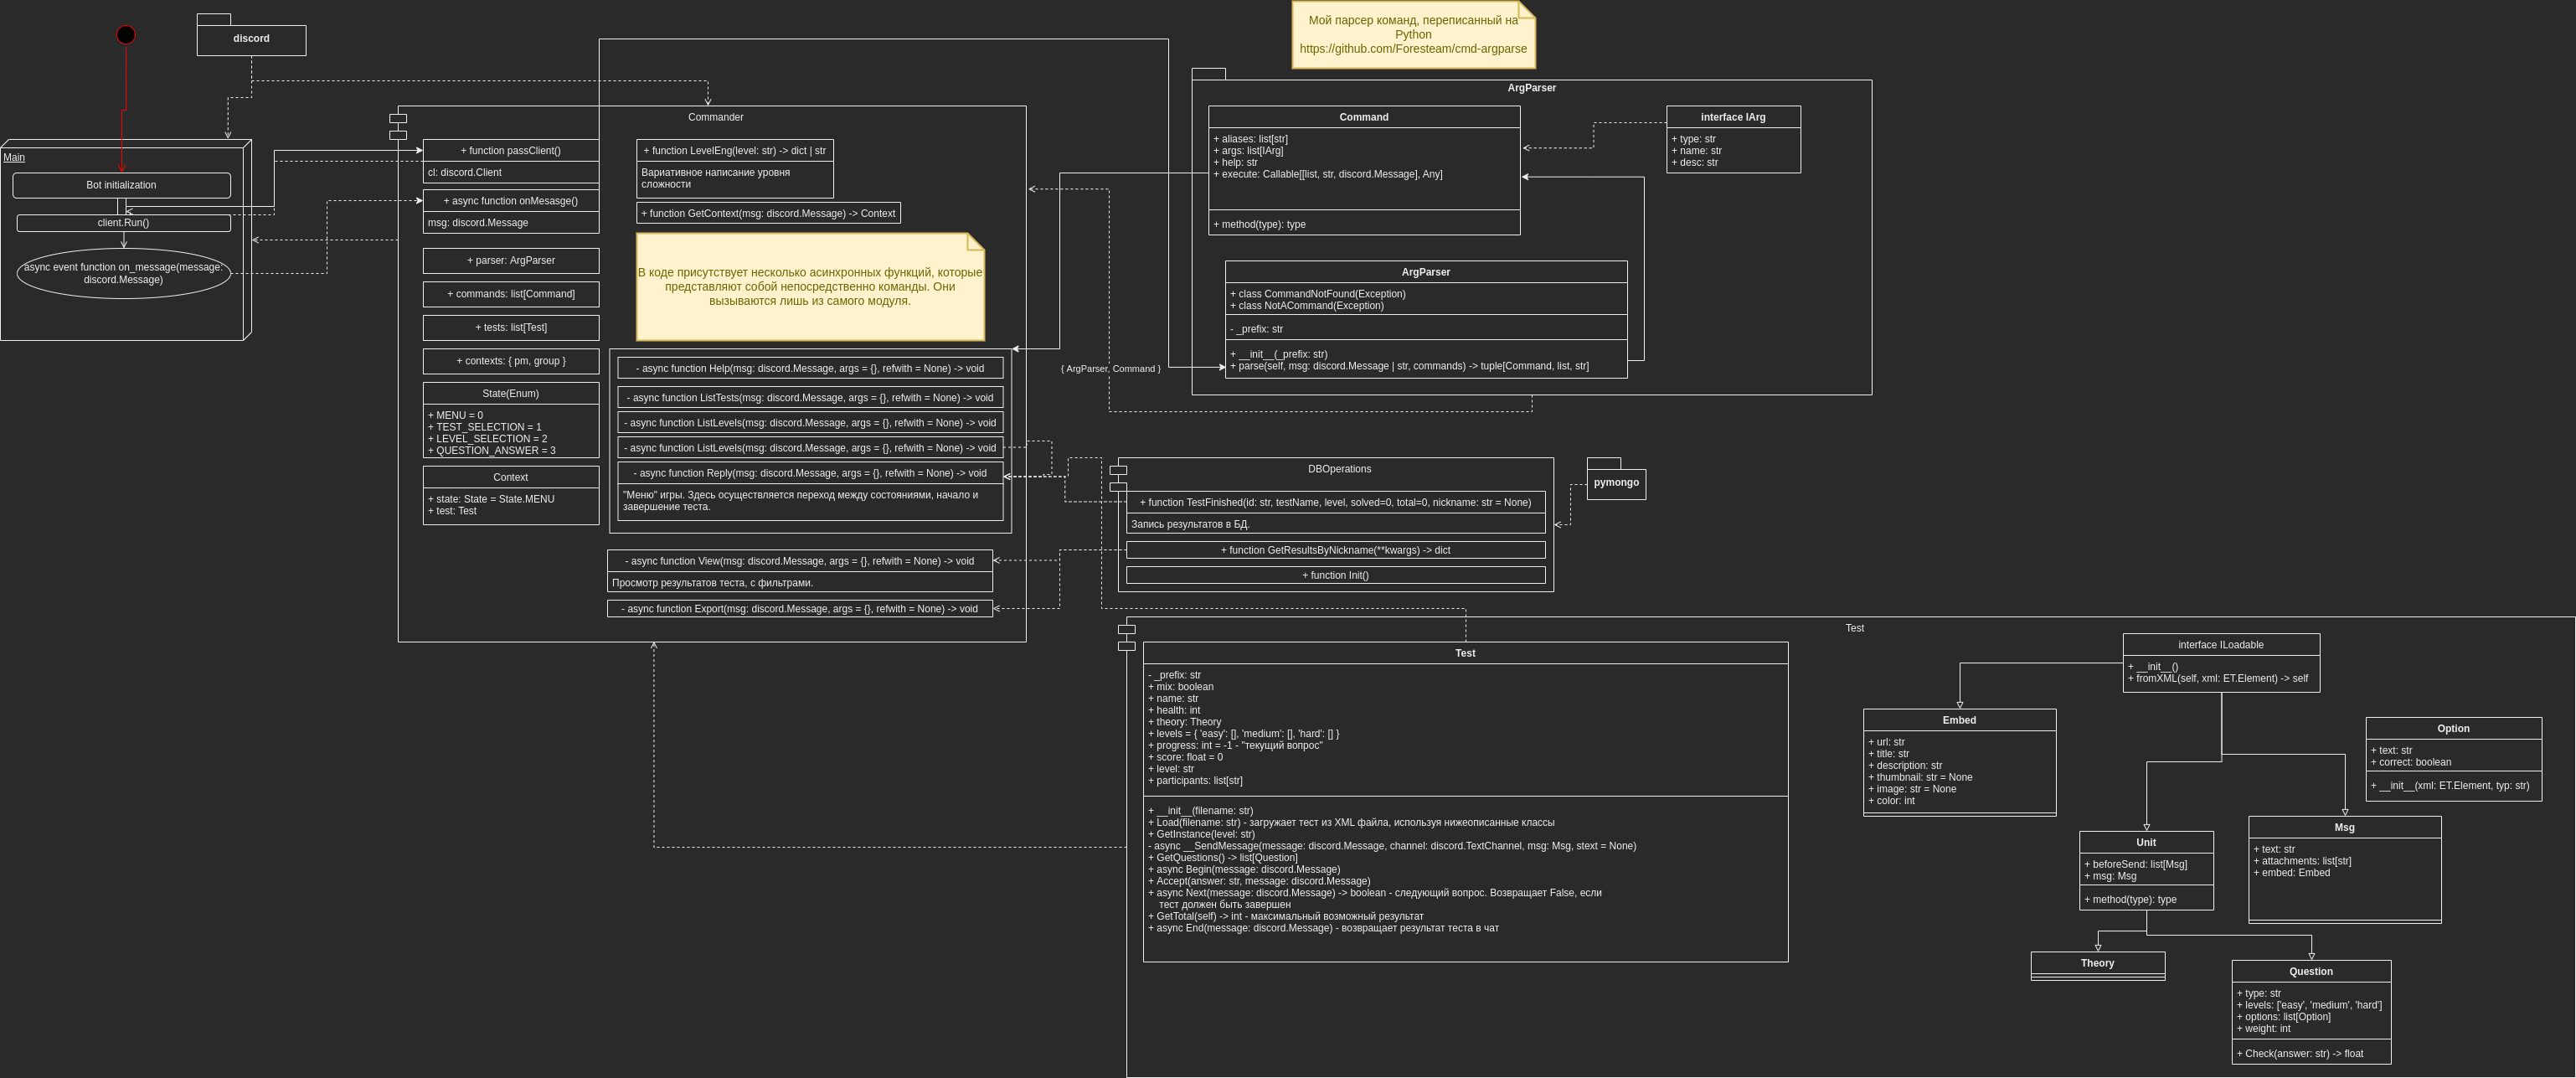 discord
Main
Bot initialization
client.Run()
async event function on_message(message:
discord.Message)
Commander
+ function passClient()
cl: discord.Client
+ async function onMesasge()
msg: discord.Message
+ parser: ArgParser
+ commands: list[Command]
+ tests: list[Test]
+ contexts: { pm, group }
State(Enum)
+ MENU = 0
+ TEST_SELECTION = 1
+ LEVEL_SELECTION = 2
+ QUESTION_ANSWER = 3
Context
+ state: State = State.MENU
+ test: Test
+ function LevelEng(level: str) -> dict | str
Вариативное написание уровня
сложности
+ function GetContext(msg: discord.Message) -> Context
В коде присутствует несколько асинхронных функций, которые
представляют собой непосредственно команды. Они
вызываются лишь из самого модуля.
- async function Help(msg: discord.Message, args = {}, refwith = None) -> void
- async function ListTests(msg: discord.Message, args = {}, refwith = None) -> void
- async function ListLevels(msg: discord.Message, args = {}, refwith = None) -> void
- async function ListLevels(msg: discord.Message, args = {}, refwith = None) -> void
- async function Reply(msg: discord.Message, args = {}, refwith = None) -> void
"Меню" игры. Здесь осуществляется переход между состояниями, начало и
завершение теста.
- async function View(msg: discord.Message, args = {}, refwith = None) -> void
Просмотр результатов теста, с фильтрами.
- async function Export(msg: discord.Message, args = {}, refwith = None) -> void
Мой парсер команд, переписанный на
Python
https://github.com/Foresteam/cmd-argparse
ArgParser
Command
+ aliases: list[str]
+ args: list[IArg]
+ help: str
+ execute: Callable[[list, str, discord.Message], Any]
+ method(type): type
interface IArg
+ type: str
+ name: str
+ desc: str
ArgParser
+ class CommandNotFound(Exception)
+ class NotACommand(Exception)
- _prefix: str
+ __init__(_prefix: str)
+ parse(self, msg: discord.Message | str, commands) -> tuple[Command, list, str]
{ ArgParser, Command }
DBOperations
+ function TestFinished(id: str, testName, level, solved=0, total=0, nickname: str = None)
Запись результатов в БД.
+ function GetResultsByNickname(**kwargs) -> dict
+ function Init()
pymongo
Test
Test
- _prefix: str
+ mix: boolean
+ name: str
+ health: int
+ theory: Theory
+ levels = { 'easy': [], 'medium': [], 'hard': [] }
+ progress: int = -1 - "текущий вопрос"
+ score: float = 0
+ level: str
+ participants: list[str]
+ __init__(filename: str)
+ Load(filename: str) - загружает тест из XML файла, используя нижеописанные классы
+ GetInstance(level: str)
- async __SendMessage(message: discord.Message, channel: discord.TextChannel, msg: Msg, stext = None)
+ GetQuestions() -> list[Question]
+ async Begin(message: discord.Message)
+ Accept(answer: str, message: discord.Message)
+ async Next(message: discord.Message) -> boolean - следующий вопрос. Возвращает False, если
тест должен быть завершен
+ GetTotal(self) -> int - максимальный возможный результат
+ async End(message: discord.Message) - возвращает результат теста в чат
interface ILoadable
+ __init__()
+ fromXML(self, xml: ET.Element) -> self
Embed
+ url: str
+ title: str
+ description: str
+ thumbnail: str = None
+ image: str = None
+ color: int
Option
+ text: str
+ correct: boolean
+ __init__(xml: ET.Element, typ: str)
Unit
+ beforeSend: list[Msg]
+ msg: Msg
+ method(type): type
Msg
+ text: str
+ attachments: list[str]
+ embed: Embed
Theory
Question
+ type: str
+ levels: ['easy', 'medium', 'hard']
+ options: list[Option]
+ weight: int
+ Check(answer: str) -> float